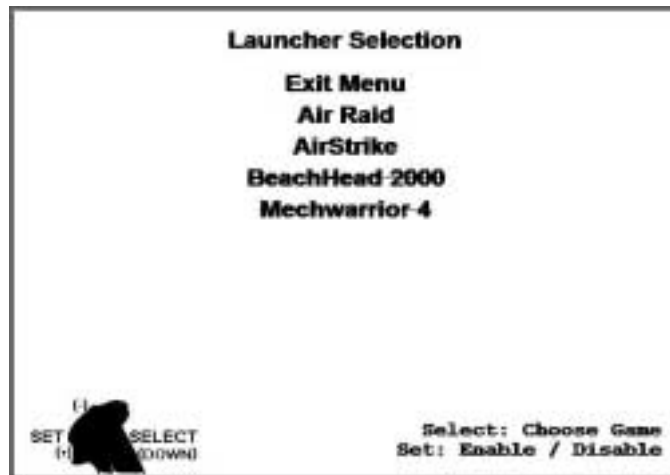 Launcher Selection
Exit Menu
Air Raid
AirStrike
BeachHead 2000
Mechwarrior 4
(-)
SET
SELECT
(+)
(DOWN)
Select: Choose Game
Set: Enable / Disable